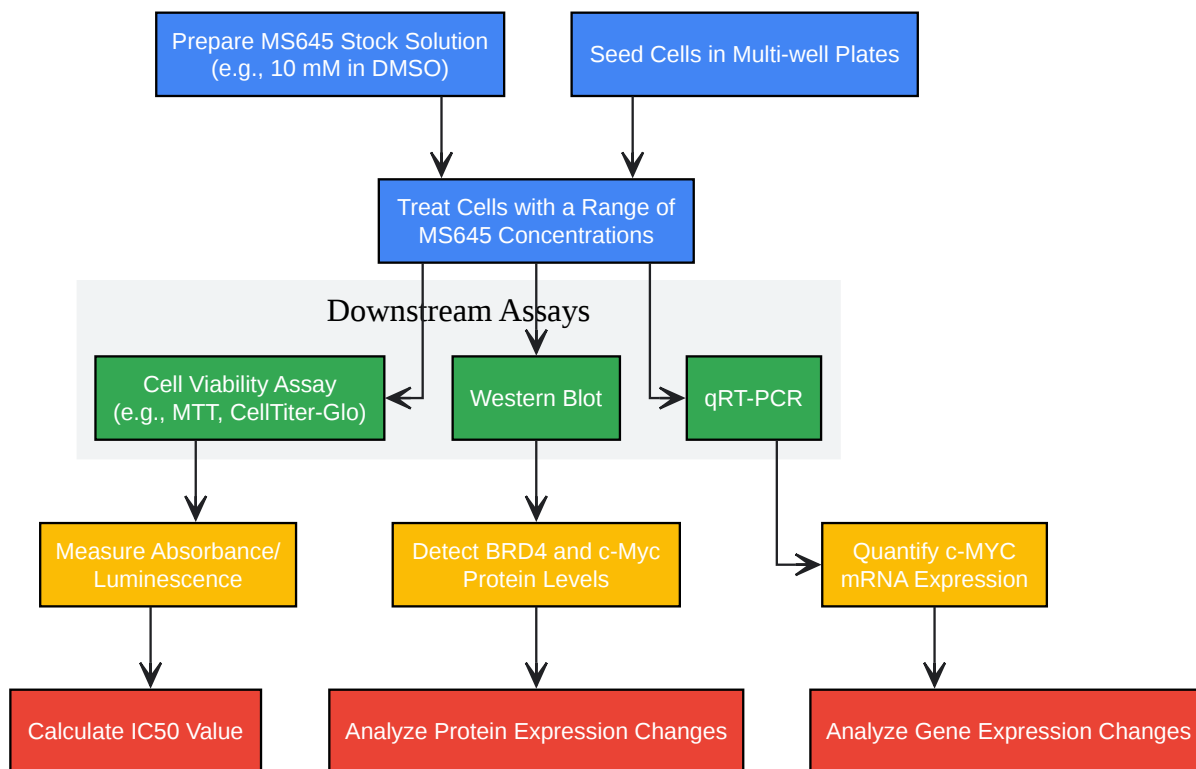 Prepare MS645 Stock Solution
(e.g., 10 mM in DMSO)
Seed Cells in Multi-well Plates
Treat Cells with a Range of
MS645 Concentrations
Downstream Assays
Cell Viability Assay
(e.g., MTT, CellTiter-Glo)
Western Blot
qRT-PCR
Measure Absorbance/
Luminescence
Detect BRD4 and c-Myc
Protein Levels
Quantify c-MYC
mRNA Expression
Calculate IC50 Value
Analyze Protein Expression Changes
Analyze Gene Expression Changes